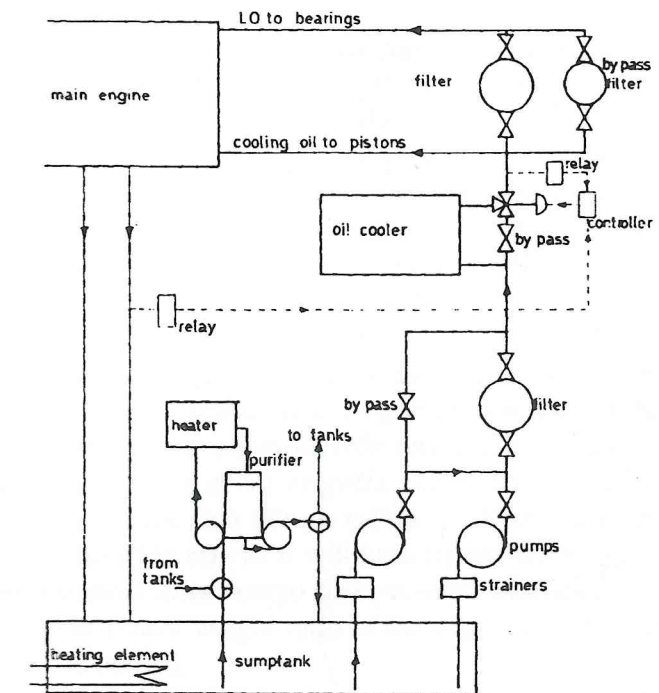 LO to bearings
main engine
filter
by pass
filter
cooling oil to pistons
relay
controller
oil cooler
by pass
relay
by pass
filter
heater
to tanks
purifier
pumps
from
tanks
strainers
heating element
sumptank